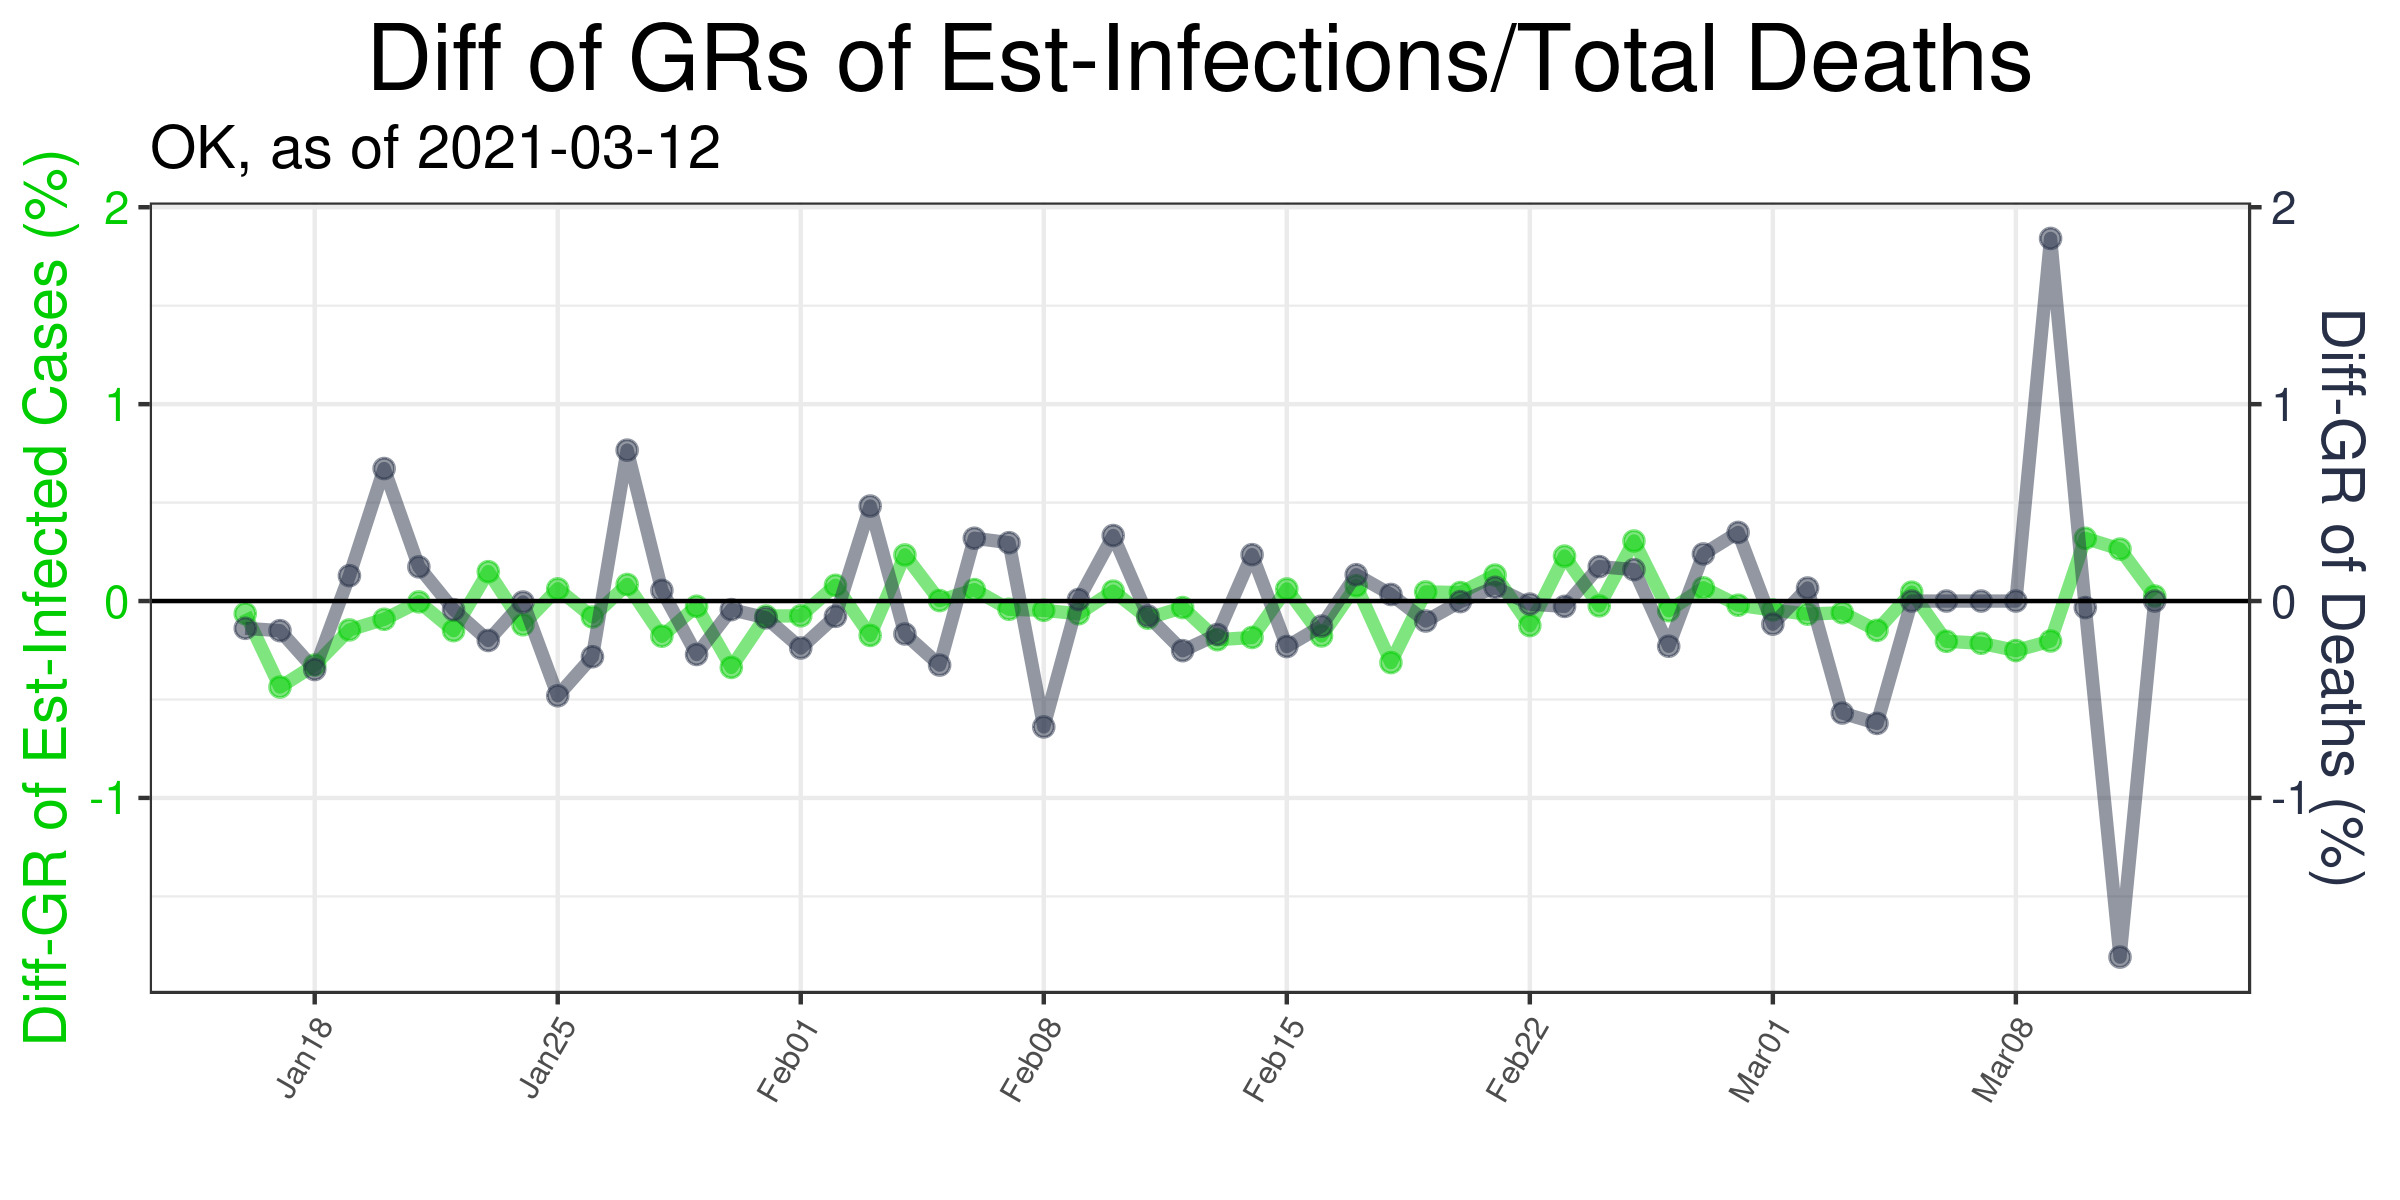 Diff of GRs of Est-Infections/Total Deaths
OK, as of 2021-03-12
Diff-GR of Est-Infected Cases (%)
2
1
0
-1
2
1
0
-1
Diff-GR of Deaths (%)
Jan18
Jan25
Feb01
Feb08
Feb15
Feb22
Mar01
Mar08